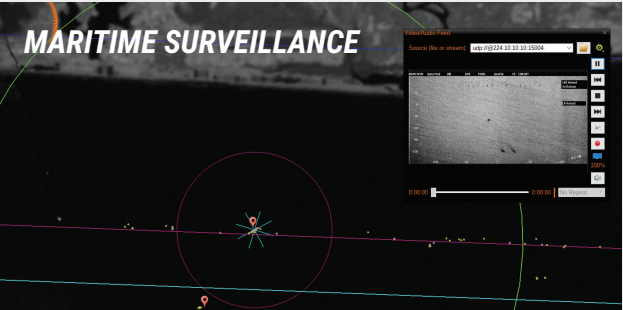 MARITIME SURVEILLANCE
Video/Audio Feed
Source (file or stream) udp://@224.10.10.10:15004
100%
0:00:00 0:00:00 No Repeat